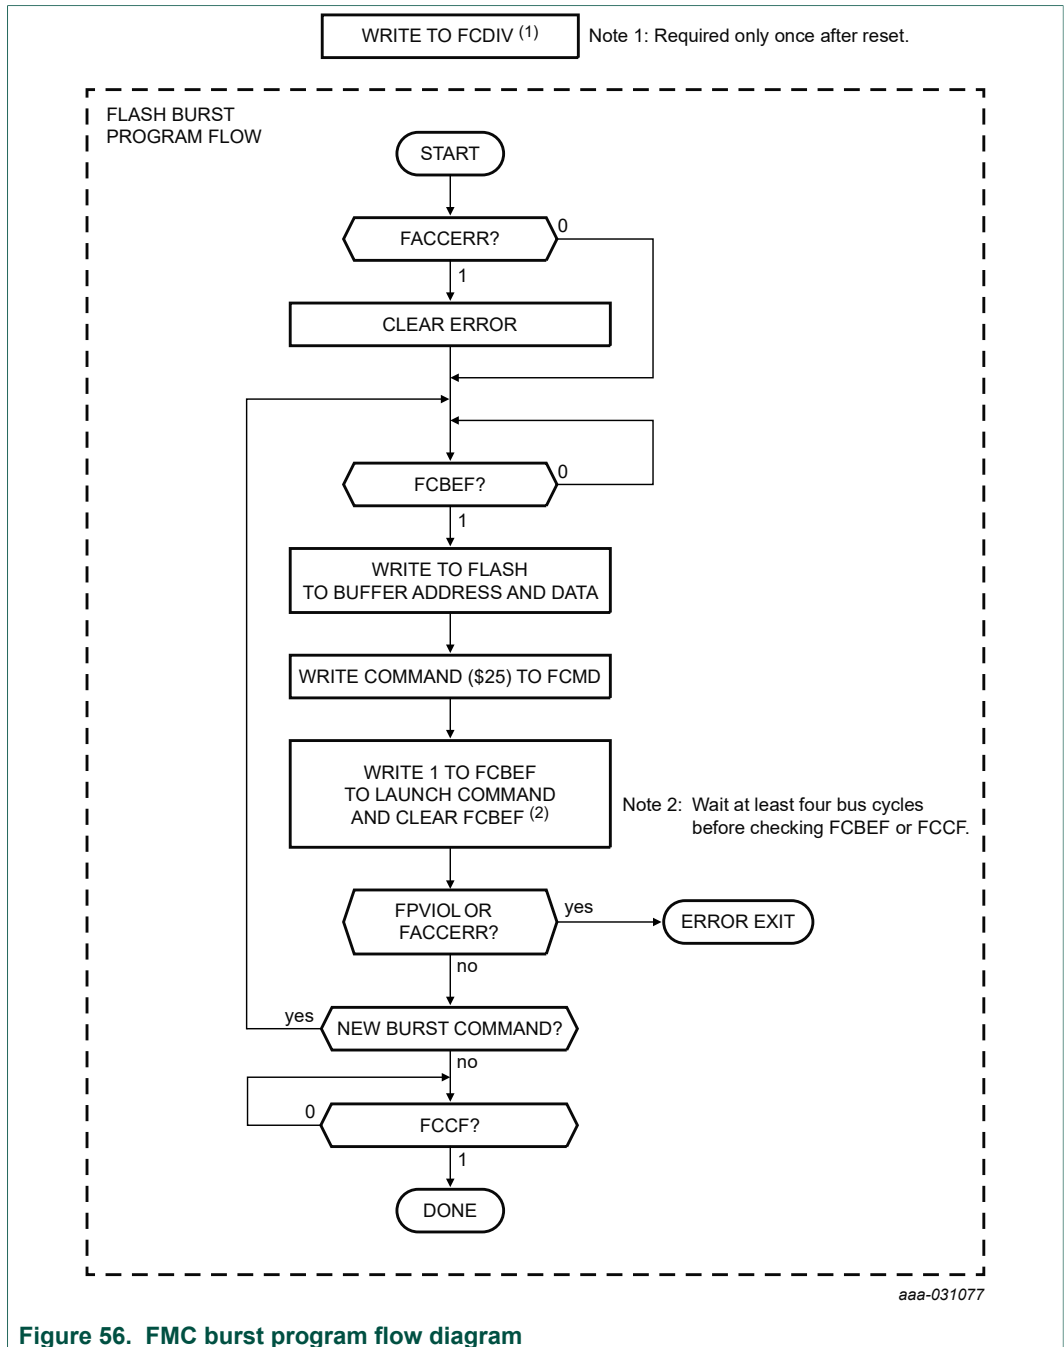 WRITE TO FCDIV (1)
Note 1: Required only once after reset.
FLASH BURST
PROGRAM FLOW
START
FACCERR?
0
1
CLEAR ERROR
FCBEF?
0
1
WRITE TO FLASH
TO BUFFER ADDRESS AND DATA
WRITE COMMAND ($25) TO FCMD
WRITE 1 TO FCBEF
TO LAUNCH COMMAND
AND CLEAR FCBEF (2)
Note 2: Wait at least four bus cycles
before checking FCBEF or FCCF.
FPVIOL OR
FACCERR?
yes
ERROR EXIT
no
yes
NEW BURST COMMAND?
no
0
FCCF?
1
DONE
aaa-031077
Figure 56. FMC burst program flow diagram